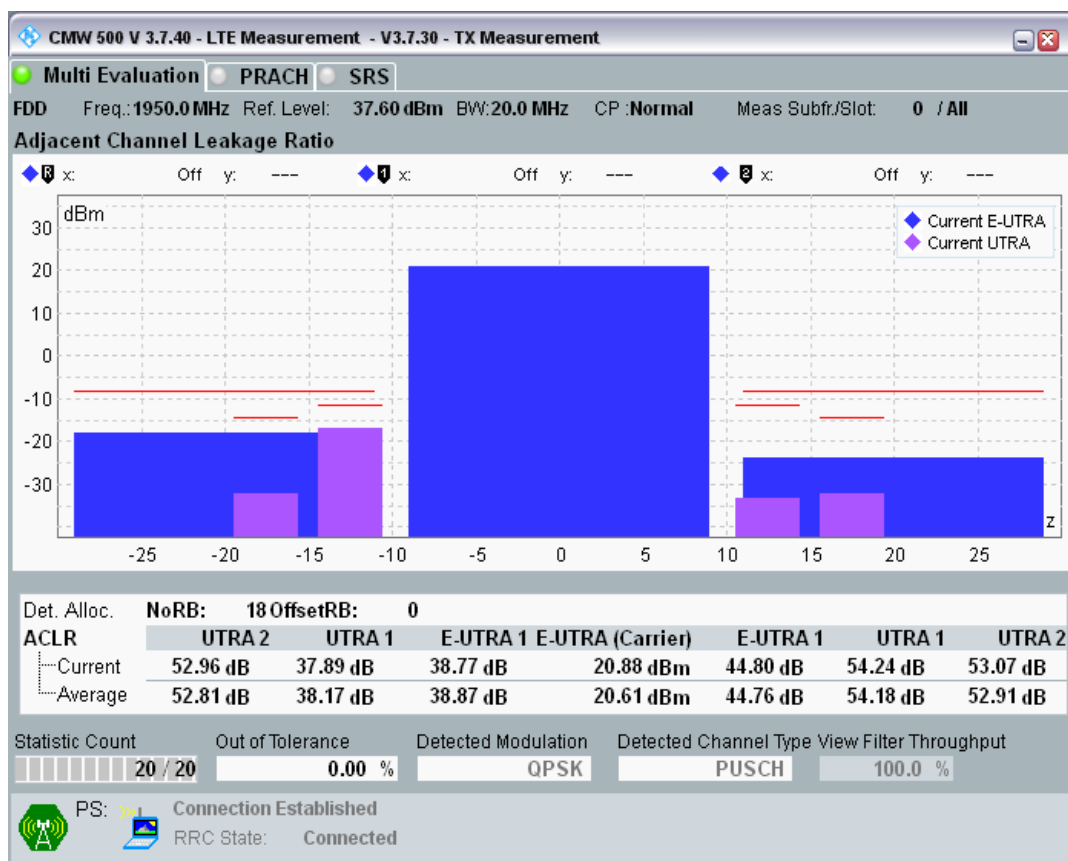 CMW 500 V 3.7.40 - LTE Measurement - V3.7.30 - TX Measurement
Multi Evaluation PRACH SRS
FDD Freq.: 1950.0 MHz Ref. Level: 37.60 dBm BW: 20.0 MHz CP : Normal Meas Subfr./Slot: 0 / All
Adjacent Channel Leakage Ratio
R x: Off y: --- 1 x: Off y: --- 2 x: Off y: ---
dBm
Current E-UTRA
Current UTRA
30
20
10
0
-10
-20
-30
z
-25 -20 -15 -10 -5 0 5 10 15 20 25
Det. Alloc. NoRB: 18 OffsetRB: 0
ACLR UTRA 2 UTRA 1 E-UTRA 1 E-UTRA (Carrier) E-UTRA 1 UTRA 1 UTRA 2
Current 52.96 dB 37.89 dB 38.77 dB 20.88 dBm 44.80 dB 54.24 dB 53.07 dB
Average 52.81 dB 38.17 dB 38.87 dB 20.61 dBm 44.76 dB 54.18 dB 52.91 dB
Statistic Count Out of Tolerance Detected Modulation Detected Channel Type View Filter Throughput
20 / 20 0.00 % QPSK PUSCH 100.0 %
PS: Connection Established
RRC State: Connected